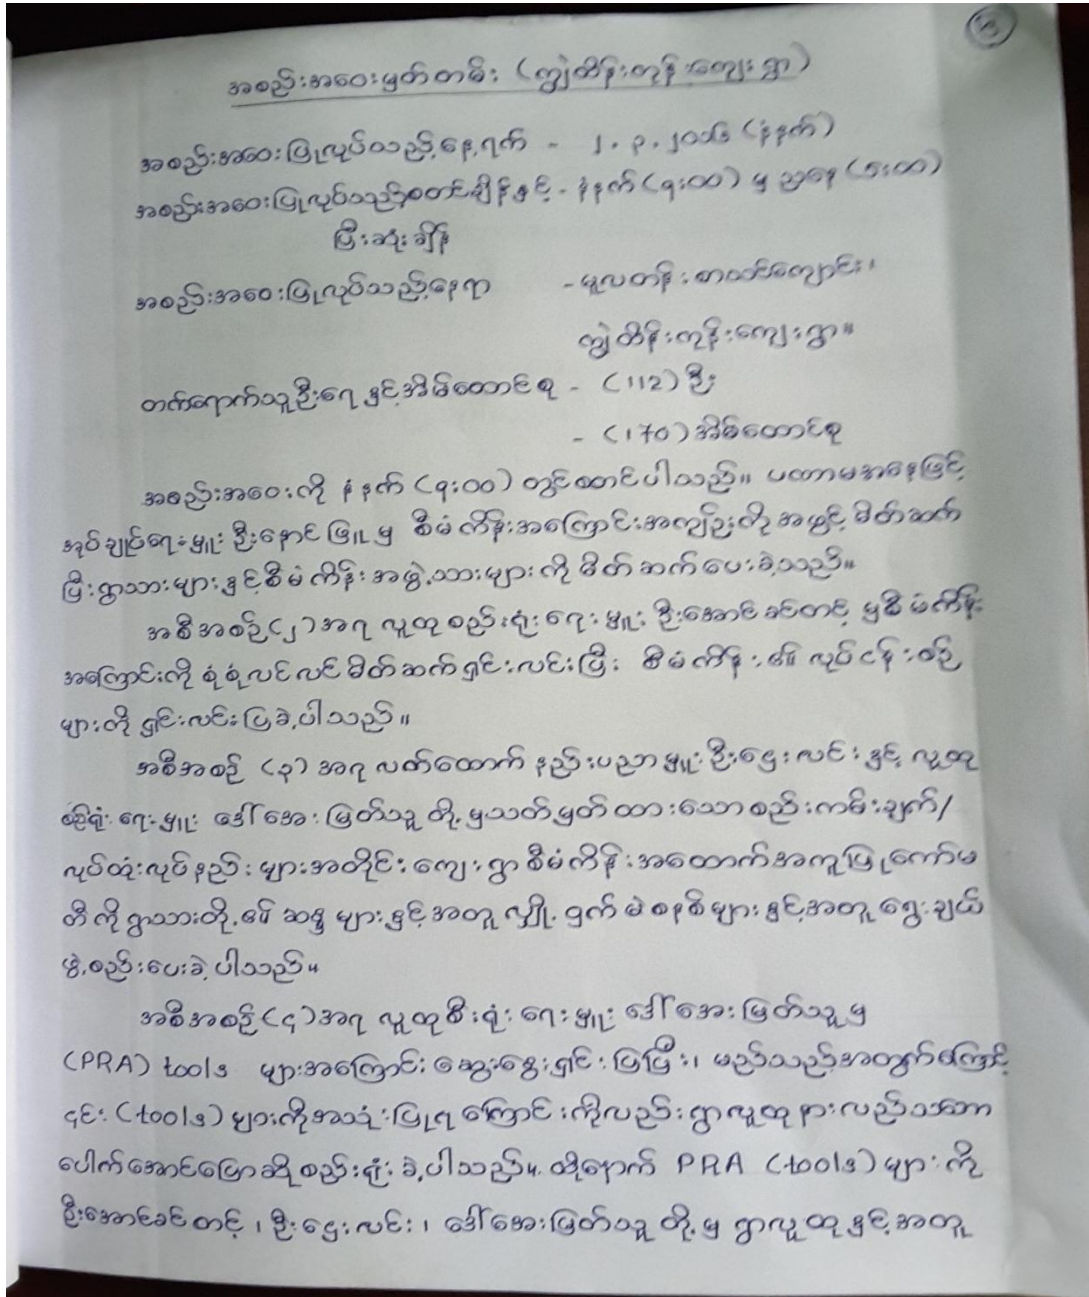 အစည်းအဝေးမှတ်တမ်း (ကျွဲထိန်းကုန်းကျေးရွာ)
အစည်းအဝေးပြုလုပ်သည့်နေ့ရက် - ၂.၃.၂၀၁၆ (နံနက်)
အစည်းအဝေးပြုလုပ်သည့်စတင်ချိန်နှင့် - နံနက် (၇:၀၀) မှ ညနေ (၅:၀၀)
ပြီးဆုံးချိန်
အစည်းအဝေးပြုလုပ်သည့်နေရာ - မူလတန်းစာသင်ကျောင်း၊
ကျွဲထိန်းကုန်းကျေးရွာ။
တက်ရောက်သူဦးရေနှင့်အိမ်ထောင်စု - (112) ဦး
- (170) အိမ်ထောင်စု
အစည်းအဝေးကို နံနက် (၇:၀၀) တွင်စတင်ပါသည်။ ပထာမအနေဖြင့်
အုပ်ချုပ်ရေးမှူး ဦးနောင်ဖြူ မှ စီမံကိန်းအကြောင်းအကျဉ်းကို အဖွင့်မိတ်ဆက်
ပြီးရွာသားများနှင့်စီမံကိန်းအဖွဲ့သားများကိုမိတ်ဆက်ပေးခဲ့သည်။
အစီအစဉ်(၂)အရ လူထုစည်းရုံးရေးမှူး ဦးအောင်ခင်တင့် မှစီမံကိန်း
အကြောင်းကို ရှံရှံလင်လင်မိတ်ဆက်ရှင်းလင်းပြီး စီမံကိန်း၏ လုပ်ငန်းစဉ်
များကို ရှင်းလင်းပြခဲ့ပါသည်။
အစီအစဉ် (၃) အရ လက်ထောက် နည်းပညာမှူး ဦးဌေးလင်းနှင့် လူထု
စည်းရုံးရေးမှူး ဒေါ်အေးမြတ်သူ တို့မှသတ်မှတ်ထားသောစည်းကမ်းချက်/
လုပ်ထုံးလုပ်နည်းများအတိုင်း ကျေးရွာစီမံကိန်းအထောက်အကူပြုကော်မ
တီကိုရွာသားတို့၏ ဆန္ဒများနှင့်အတူ လျှို့ဝှက်မဲစနစ်များနှင့်အတူ ရွေးချယ်
ဖွဲ့စည်းပေးခဲ့ပါသည်။
အစီအစဉ်(၄)အရ လူထုစီးရုံးရေးမှူး ဒေါ်အေးမြတ်သူမှ
(PRA) tools များအကြောင်း ဆွေးနွေးရှင်းပြပြီး၊ မည်သည့်အတွက်ကြောင့်
၎င်း (tools) များကိုအသုံးပြုရကြောင်းကိုလည်းရွာလူထုနားလည်သဘော
ပေါက်အောင်ပြောဆိုစည်းရုံးခဲ့ပါသည်။ ထို့နောက် PRA (tools) များကို
ဦးအောင်ခင်တင့်၊ ဦးဌေးလင်း၊ ဒေါ်အေးမြတ်သူ တို့မှ ရွာလူထုနှင့်အတူ